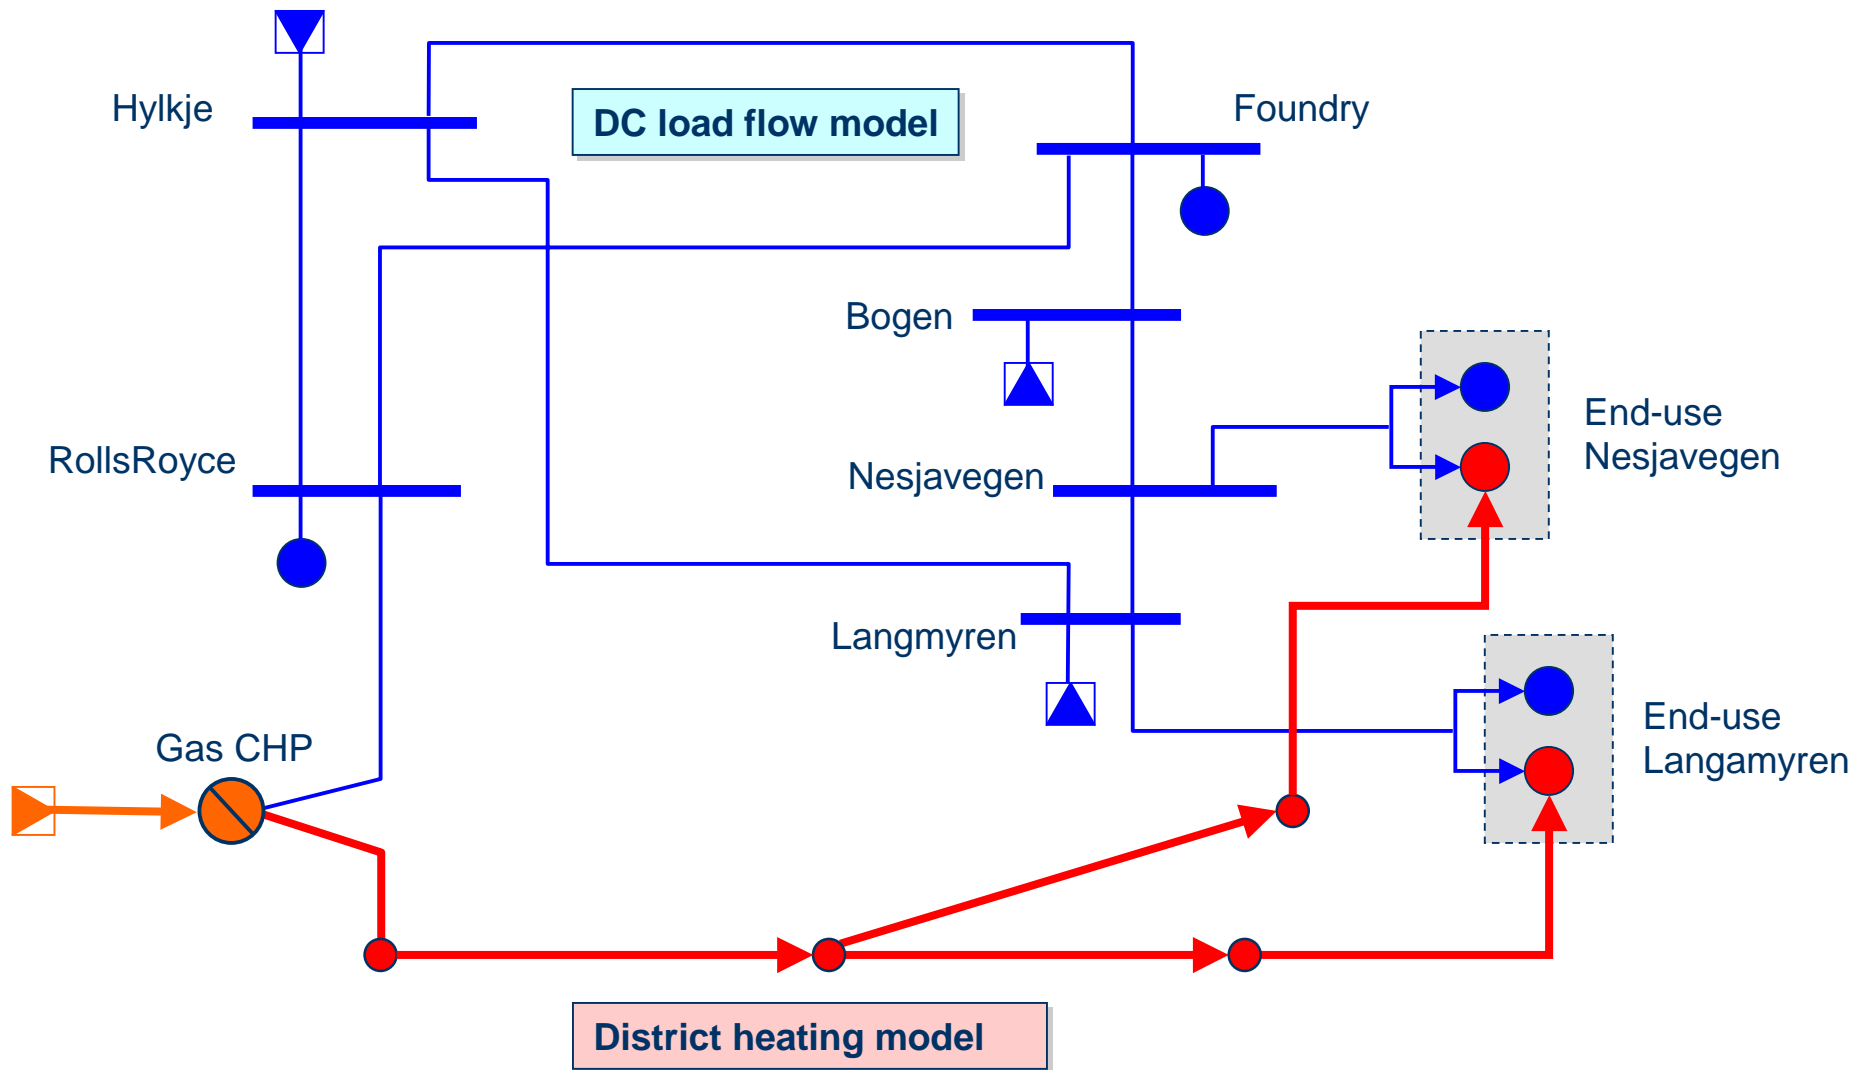 Hylkje
DC load flow model
Foundry
Bogen
RollsRoyce
Nesjavegen
End-use
Nesjavegen
Langmyren
Gas CHP
End-use
Langamyren
District heating model